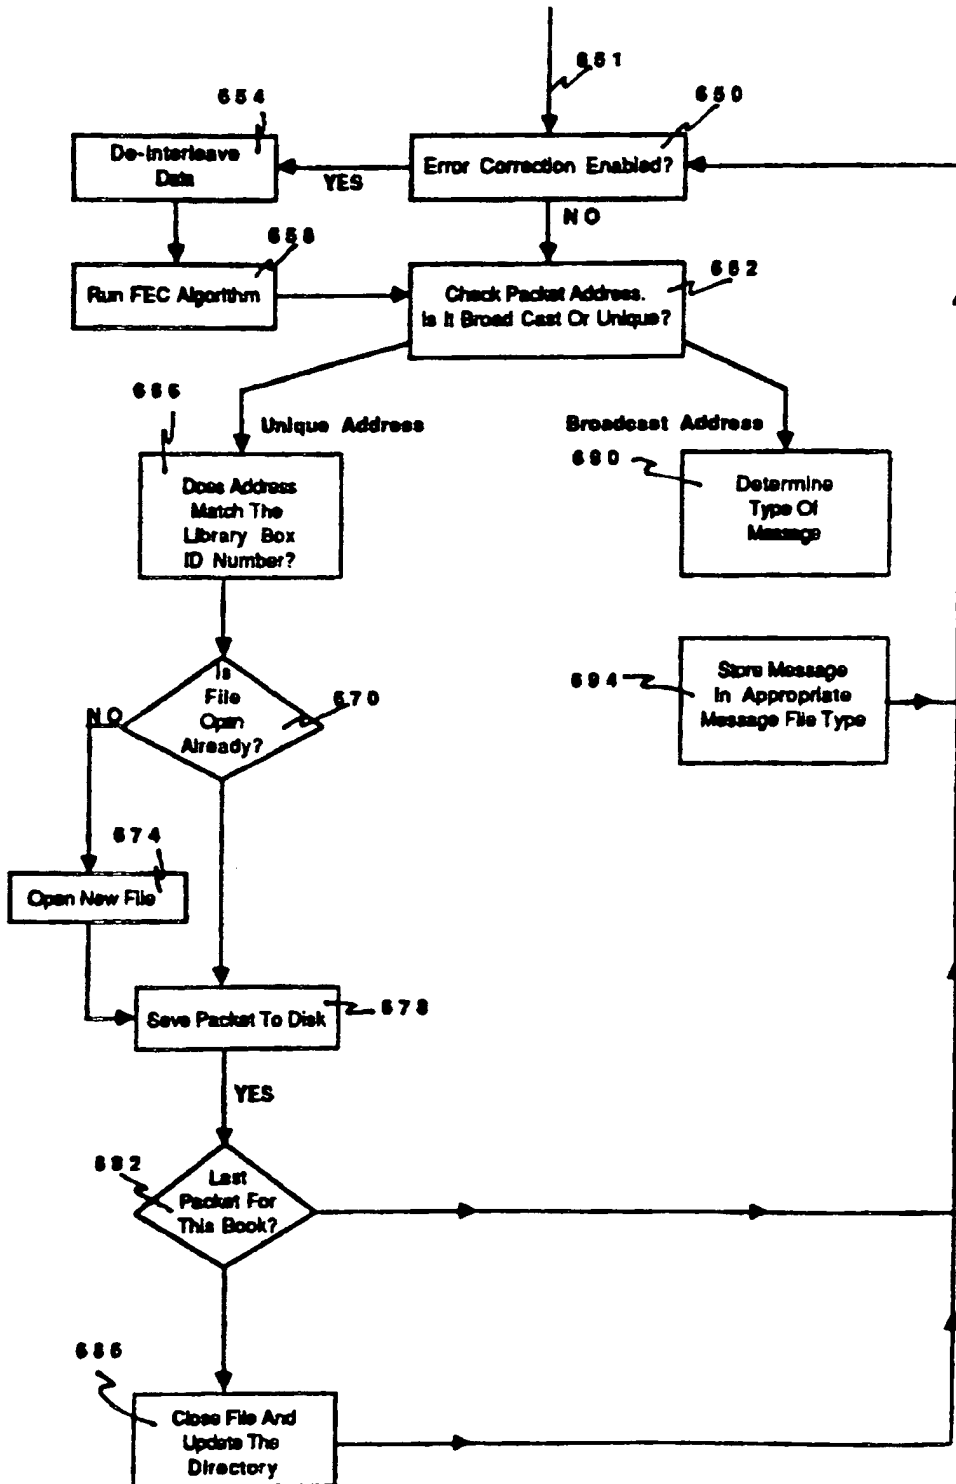 651
654
650
De-Interleave
Data
YES
Error Correction Enabled?
NO
658
662
Run FEC Algorithm
Check Packet Address.
Is It Broad Cast Or Unique?
666
Unique Address
Broadcast Address
690
Does Address
Match The
Library Box
ID Number?
Determine
Type Of
Message
Is
File
Open
Already?
670
NO
694
Store Message
In Appropriate
Message File Type
674
Open New File
Save Packet To Disk
678
YES
682
Last
Packet For
This Book?
686
Close File And
Update The
Directory